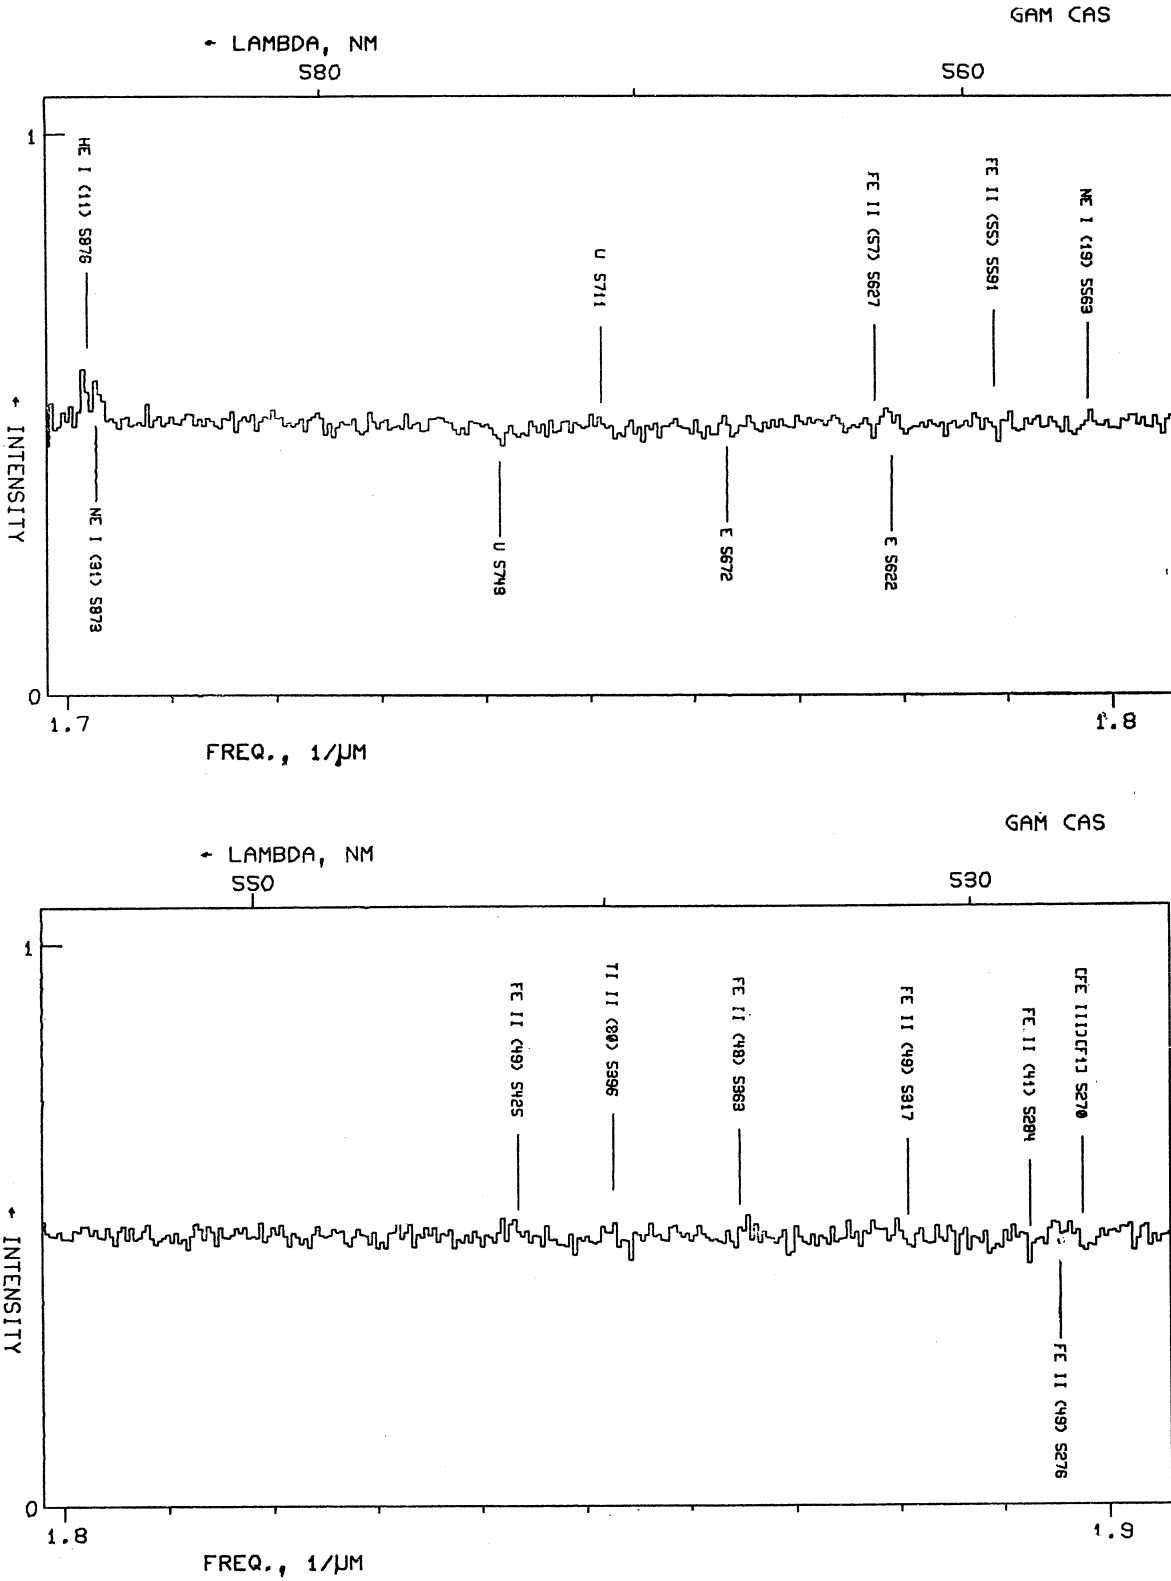 GAM CAS
← LAMBDA, NM
580 560
1
HE I (11) 5876
U 5711
FE II (57) 5627
FE II (55) 5591
NE I (19) 5563
← INTENSITY
NE I (31) 5873
U 5749
E 5672
E 5622
0
1.7 1.8
FREQ., 1/µM
GAM CAS
← LAMBDA, NM
550 530
1
FE II (49) 5425
TI II (80) 5396
FE II (48) 5363
FE II (49) 5317
FE II (41) 5284
[FE III][F1] 5270
← INTENSITY
FE II (49) 5276
0
1.8 1.9
FREQ., 1/µM